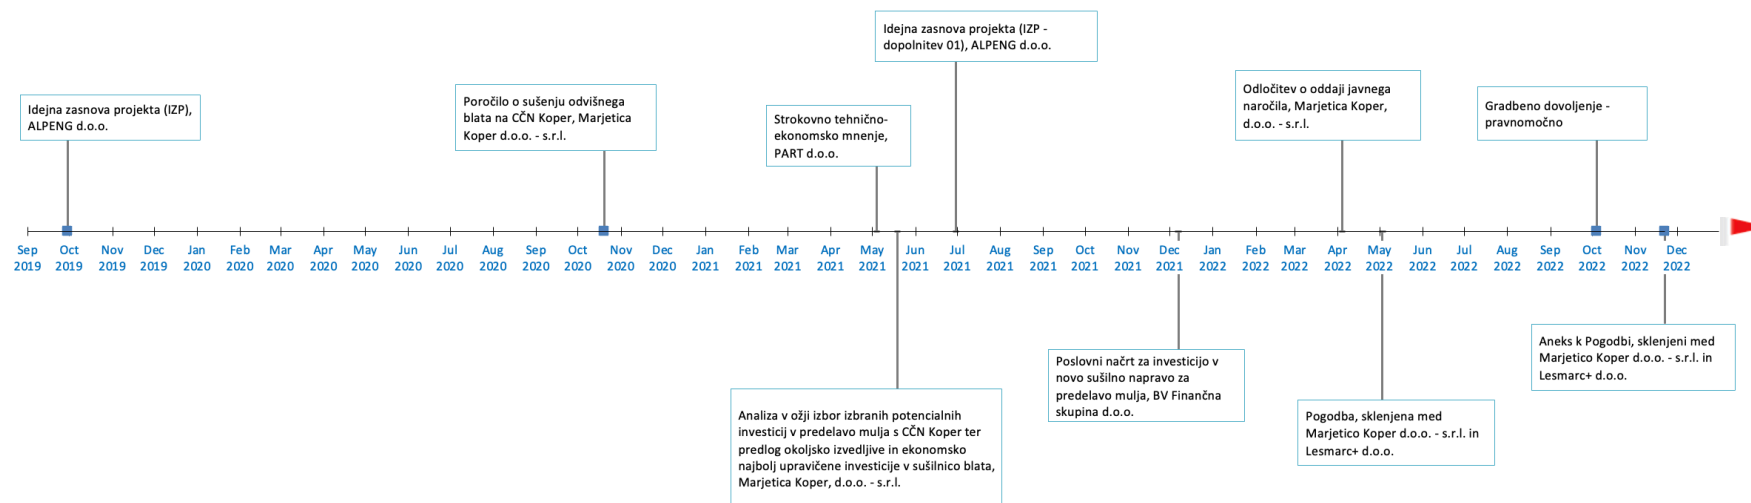 Idejna zasnova projekta (IZP -
dopolnitev 01), ALPENG d.o.o.
Idejna zasnova projekta (IZP),
ALPENG d.o.o.
Poročilo o sušenju odvišnega
blata na CČN Koper, Marjetica
Koper d.o.o. - s.r.l.
Strokovno tehnično-
ekonomsko mnenje,
PART d.o.o.
Odločitev o oddaji javnega
naročila, Marjetica Koper,
d.o.o. - s.r.l.
Gradbeno dovoljenje -
pravnomočno
Sep Oct Nov Dec Jan Feb Mar Apr May Jun Jul Aug Sep Oct Nov Dec Jan Feb Mar Apr May Jun Jul Aug Sep Oct Nov Dec Jan Feb Mar Apr May Jun Jul Aug Sep Oct Nov Dec
2019 2019 2019 2019 2020 2020 2020 2020 2020 2020 2020 2020 2020 2020 2020 2020 2021 2021 2021 2021 2021 2021 2021 2021 2021 2021 2021 2021 2022 2022 2022 2022 2022 2022 2022 2022 2022 2022 2022 2022
Analiza v ožji izbor izbranih potencialnih
investicij v predelavo mulja s CČN Koper ter
predlog okoljsko izvedljive in ekonomsko
najbolj upravičene investicije v sušilnico blata,
Marjetica Koper, d.o.o. - s.r.l.
Poslovni načrt za investicijo v
novo sušilno napravo za
predelavo mulja, BV Finančna
skupina d.o.o.
Pogodba, sklenjena med
Marjetico Koper d.o.o. - s.r.l. in
Lesmarc+ d.o.o.
Aneks k Pogodbi, sklenjeni med
Marjetico Koper d.o.o. - s.r.l. in
Lesmarc+ d.o.o.